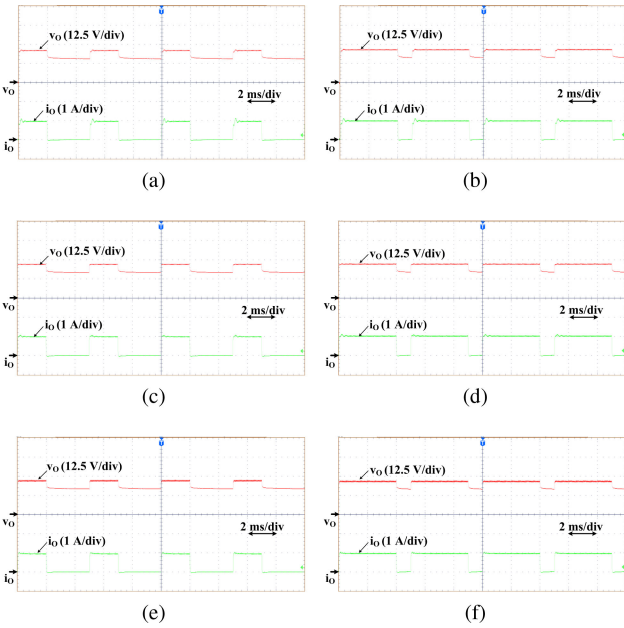 vO (12.5 V/div)
vO
2 ms/div
iO (1 A/div)
iO
(a)
vO (12.5 V/div)
vO
2 ms/div
iO (1 A/div)
iO
(b)
vO (12.5 V/div)
vO
2 ms/div
iO (1 A/div)
iO
(c)
vO (12.5 V/div)
vO
2 ms/div
iO (1 A/div)
iO
(d)
vO (12.5 V/div)
vO
2 ms/div
iO (1 A/div)
iO
(e)
vO (12.5 V/div)
vO
2 ms/div
iO (1 A/div)
iO
(f)